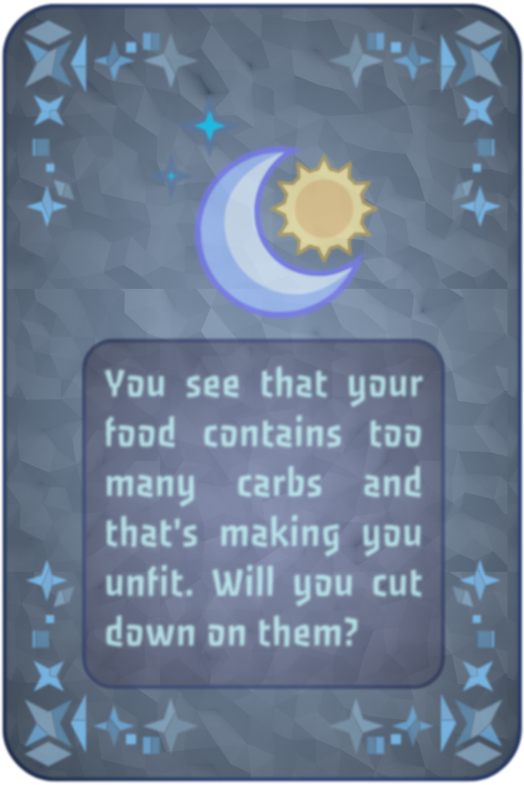 You see that your
food contains too
many carbs and
that's making you
unfit. Will you cut
down on them?